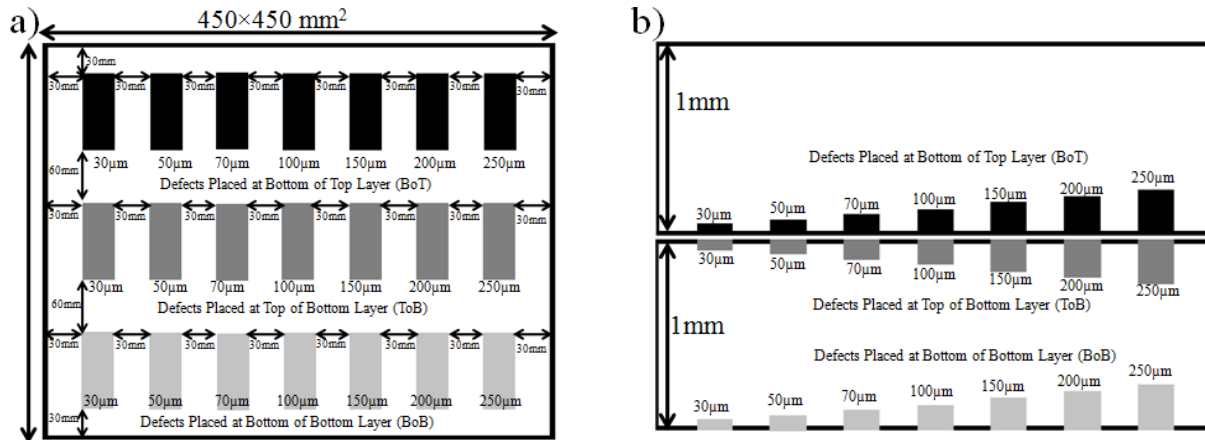 a)
450×450 mm²
30mm
30mm 30mm 30mm 30mm 30mm 30mm 30mm 30mm
30µm 50µm 70µm 100µm 150µm 200µm 250µm
60mm
Defects Placed at Bottom of Top Layer (BoT)
30mm 30mm 30mm 30mm 30mm 30mm 30mm 30mm
30µm 50µm 70µm 100µm 150µm 200µm 250µm
60mm
Defects Placed at Top of Bottom Layer (ToB)
30mm 30mm 30mm 30mm 30mm 30mm 30mm 30mm
30µm 50µm 70µm 100µm 150µm 200µm 250µm
30mm
Defects Placed at Bottom of Bottom Layer (BoB)
b)
1mm
Defects Placed at Bottom of Top Layer (BoT)
30µm 50µm 70µm 100µm 150µm 200µm 250µm
30µm 50µm 70µm 100µm 150µm 200µm 250µm
Defects Placed at Top of Bottom Layer (ToB)
1mm
Defects Placed at Bottom of Bottom Layer (BoB)
30µm 50µm 70µm 100µm 150µm 200µm 250µm